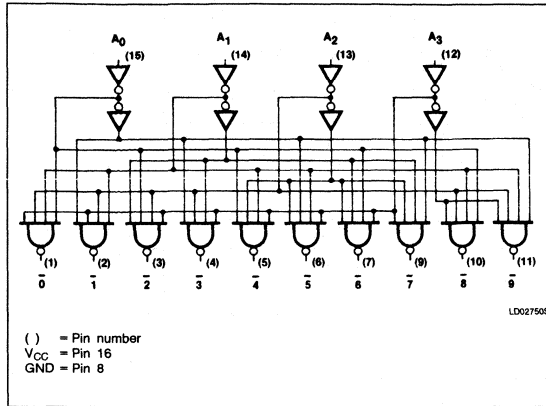 A0 A1 A2 A3
(15) (14) (13) (12)
(1) (2) (3) (4) (5) (6) (7) (9) (10) (11)
0̅ 1̅ 2̅ 3̅ 4̅ 5̅ 6̅ 7̅ 8̅ 9̅
LD02750S
( ) = Pin number
VCC = Pin 16
GND = Pin 8